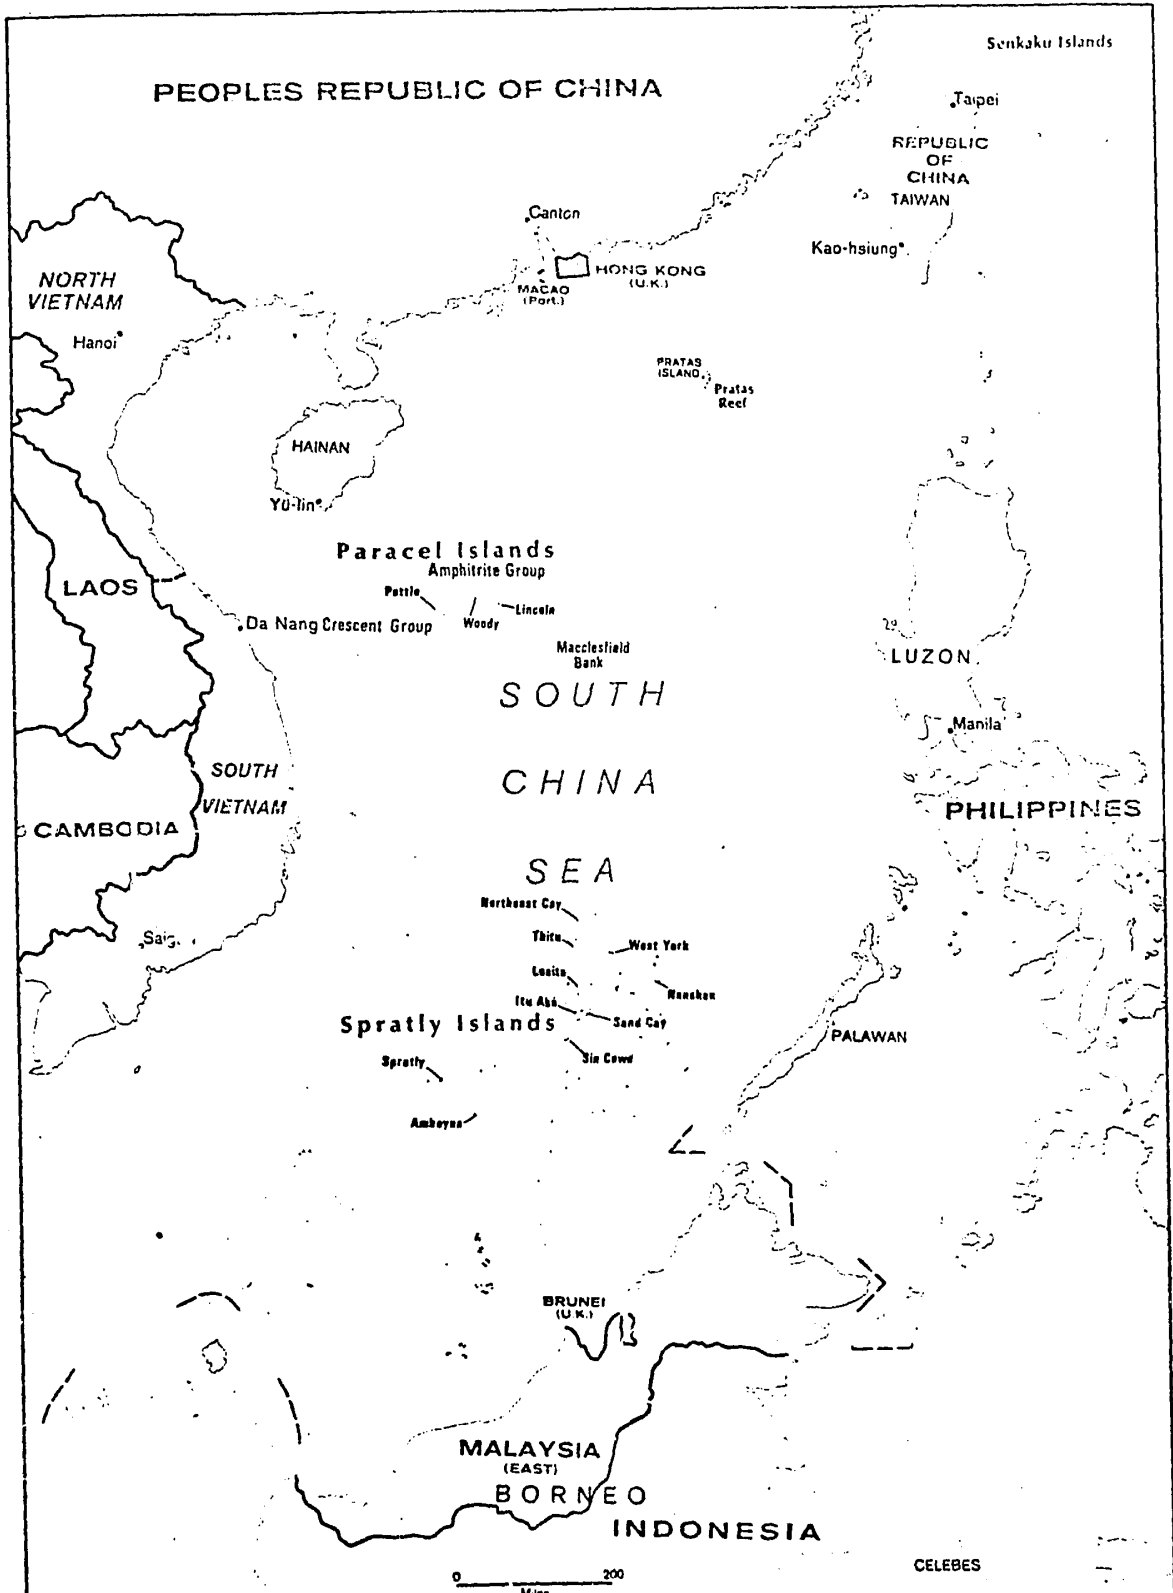 Senkaku Islands
PEOPLES REPUBLIC OF CHINA
Taipei
REPUBLIC
OF
CHINA
TAIWAN
Canton
Kao-hsiung
HONG KONG
(U.K.)
MACAO
(Port.)
NORTH
VIETNAM
Hanoi
PRATAS
ISLAND
Pratas
Reef
HAINAN
Yü-lin
Paracel Islands
Amphitrite Group
LAOS
Pattle
Lincoln
Woody
Da Nang
Crescent Group
Macclesfield
Bank
LUZON
SOUTH
CHINA
SEA
Manila
SOUTH
VIETNAM
PHILIPPINES
CAMBODIA
Northeast Cay
Thitu
West York
Loaita
Nanshan
Itu Aba
Sand Cay
Spratly Islands
Sin Cowe
PALAWAN
Spratly
Amboyna
BRUNEI
(U.K.)
MALAYSIA
(EAST)
BORNEO
INDONESIA
CELEBES
0 200
Miles